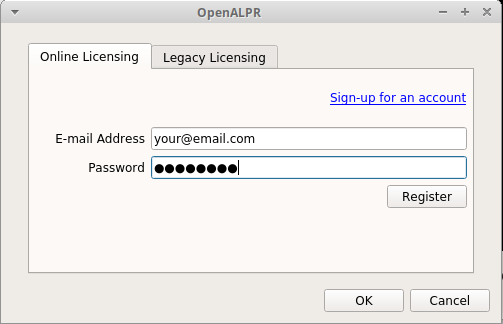 OpenALPR
Online Licensing
Legacy Licensing
Sign-up for an account
E-mail Address
your@email.com
Password
●●●●●●●●
Register
OK
Cancel